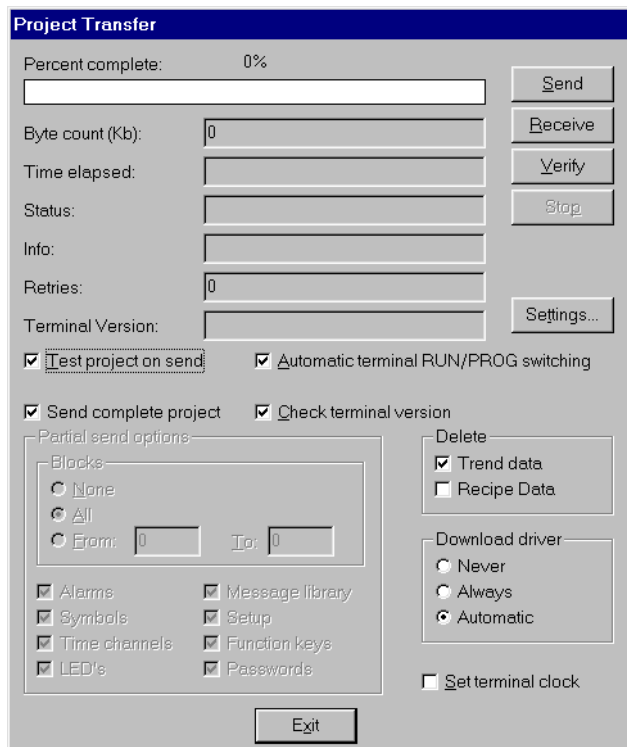 Project Transfer
Percent complete: 0%
Send
Byte count (Kb): 0
Receive
Time elapsed:
Verify
Status:
Stop
Info:
Retries: 0
Terminal Version:
Settings...
Test project on send
Automatic terminal RUN/PROG switching
Send complete project
Check terminal version
Partial send options
Blocks
None
All
From: 0 To: 0
Alarms
Message library
Symbols
Setup
Time channels
Function keys
LED's
Passwords
Delete
Trend data
Recipe Data
Download driver
Never
Always
Automatic
Set terminal clock
Exit